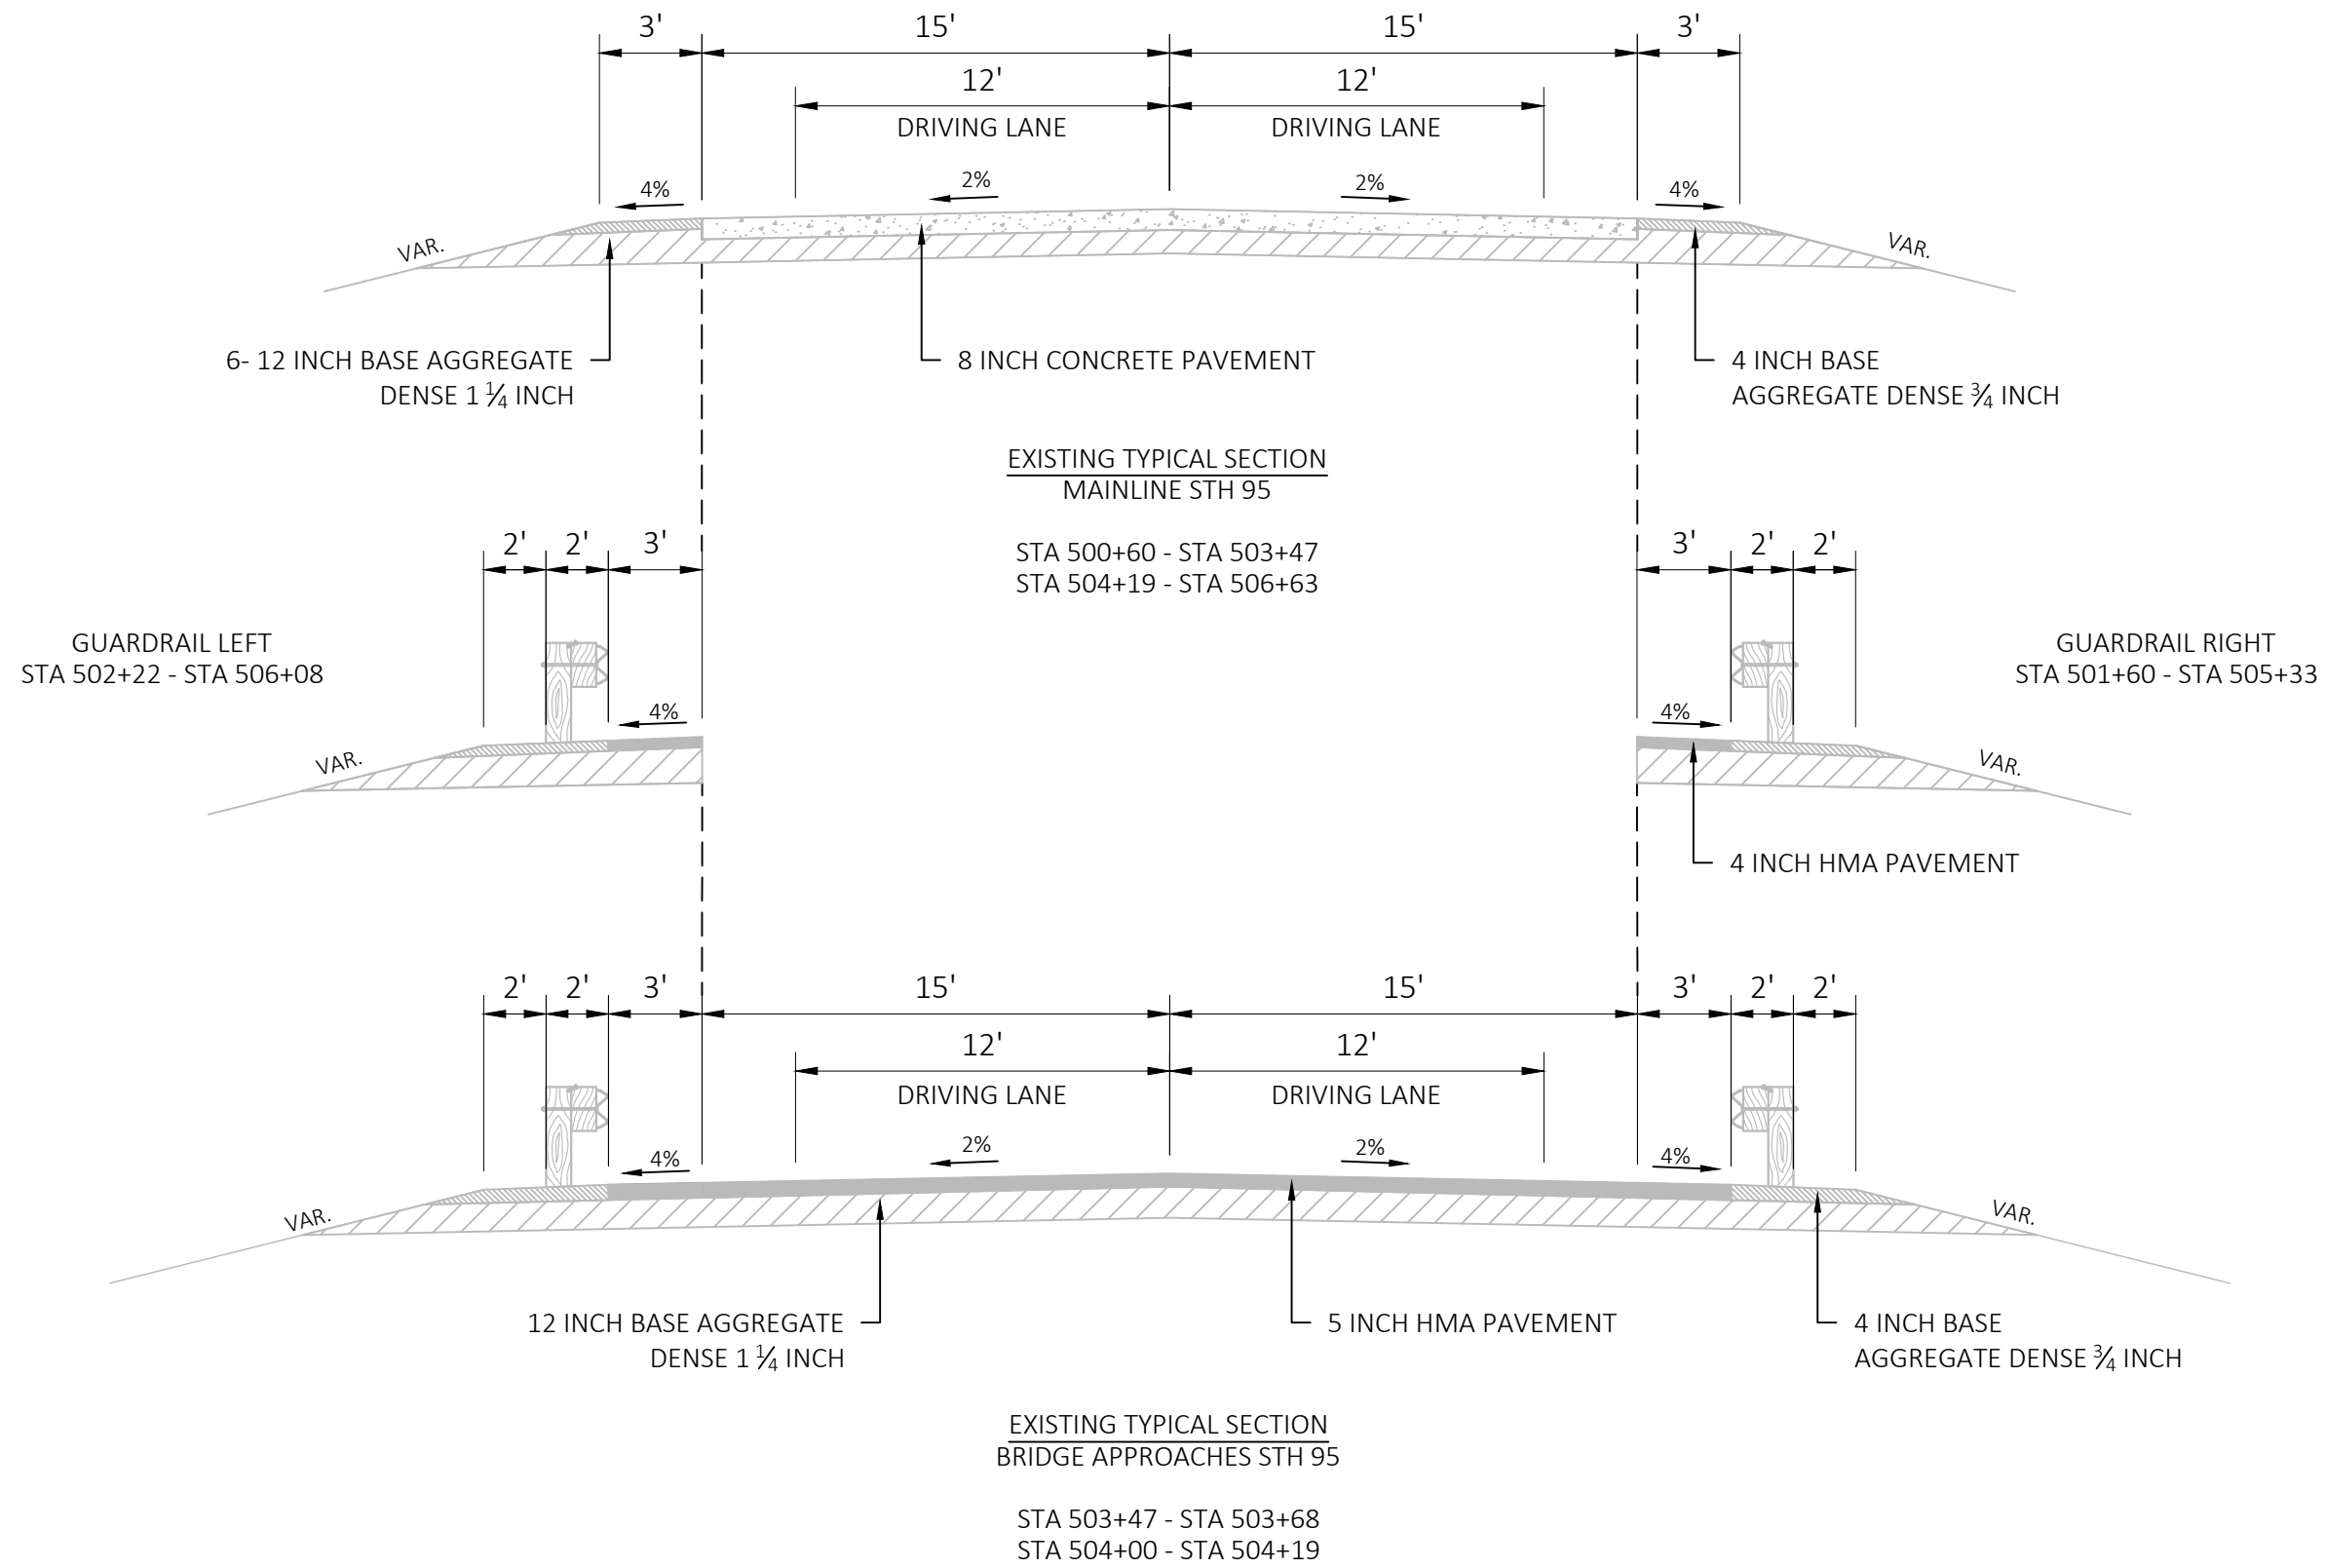 3' 15' 15' 3'
12' 12'
DRIVING LANE DRIVING LANE
4% 2% 2% 4%
VAR. VAR.
6- 12 INCH BASE AGGREGATE
DENSE 1 1/4 INCH
8 INCH CONCRETE PAVEMENT
4 INCH BASE
AGGREGATE DENSE 3/4 INCH
EXISTING TYPICAL SECTION
MAINLINE STH 95
STA 500+60 - STA 503+47
STA 504+19 - STA 506+63
2' 2' 3' 3' 2' 2'
GUARDRAIL LEFT
STA 502+22 - STA 506+08
GUARDRAIL RIGHT
STA 501+60 - STA 505+33
4% 4%
VAR. VAR.
4 INCH HMA PAVEMENT
2' 2' 3' 15' 15' 3' 2' 2'
12' 12'
DRIVING LANE DRIVING LANE
4% 2% 2% 4%
VAR. VAR.
12 INCH BASE AGGREGATE
DENSE 1 1/4 INCH
5 INCH HMA PAVEMENT
4 INCH BASE
AGGREGATE DENSE 3/4 INCH
EXISTING TYPICAL SECTION
BRIDGE APPROACHES STH 95
STA 503+47 - STA 503+68
STA 504+00 - STA 504+19